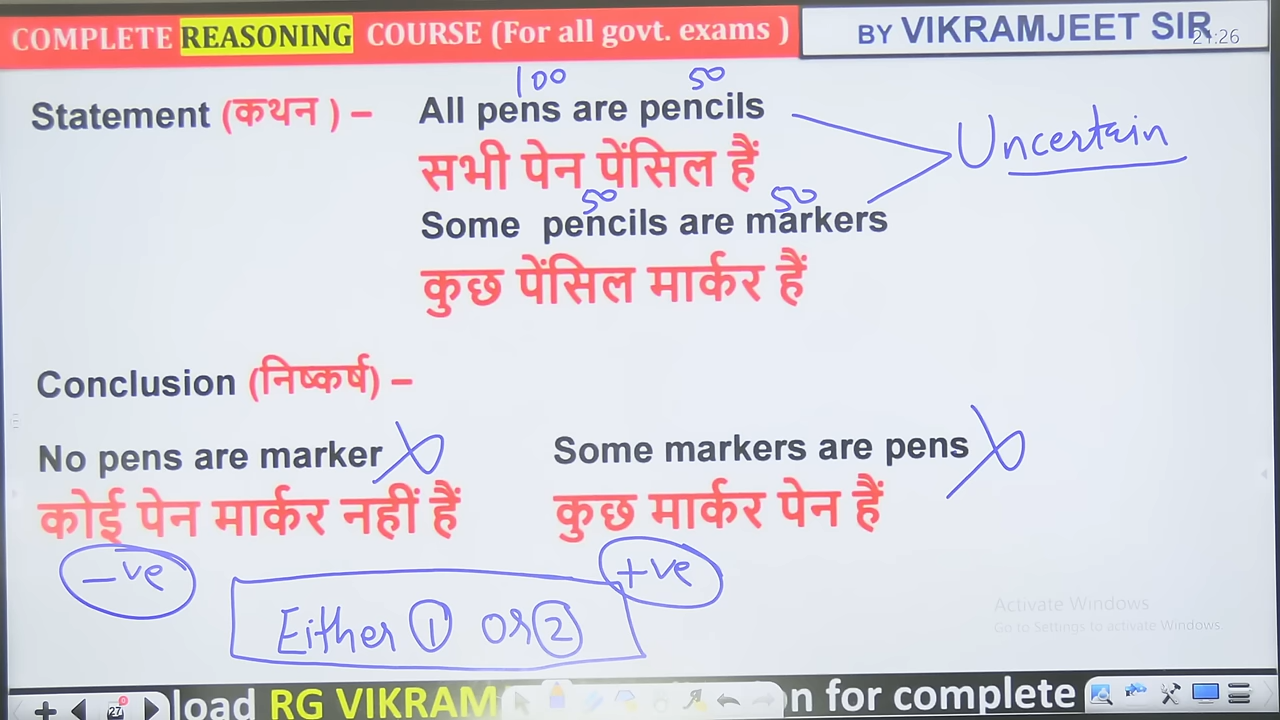 COMPLETE REASONING COURSE (For all govt. exams ) BY VIKRAMJEET SIR 21:26
100 50
Statement (कथन ) – All pens are pencils
Uncertain
सभी पेन पेंसिल हैं
50 50
Some pencils are markers
कुछ पेंसिल मार्कर हैं
Conclusion (निष्कर्ष) –
No pens are marker Some markers are pens
कोई पेन मार्कर नहीं हैं कुछ मार्कर पेन हैं
–ve +ve
Either 1 or 2
Activate Windows
Go to Settings to activate Windows.
load RG VIKRAM n for complete
27